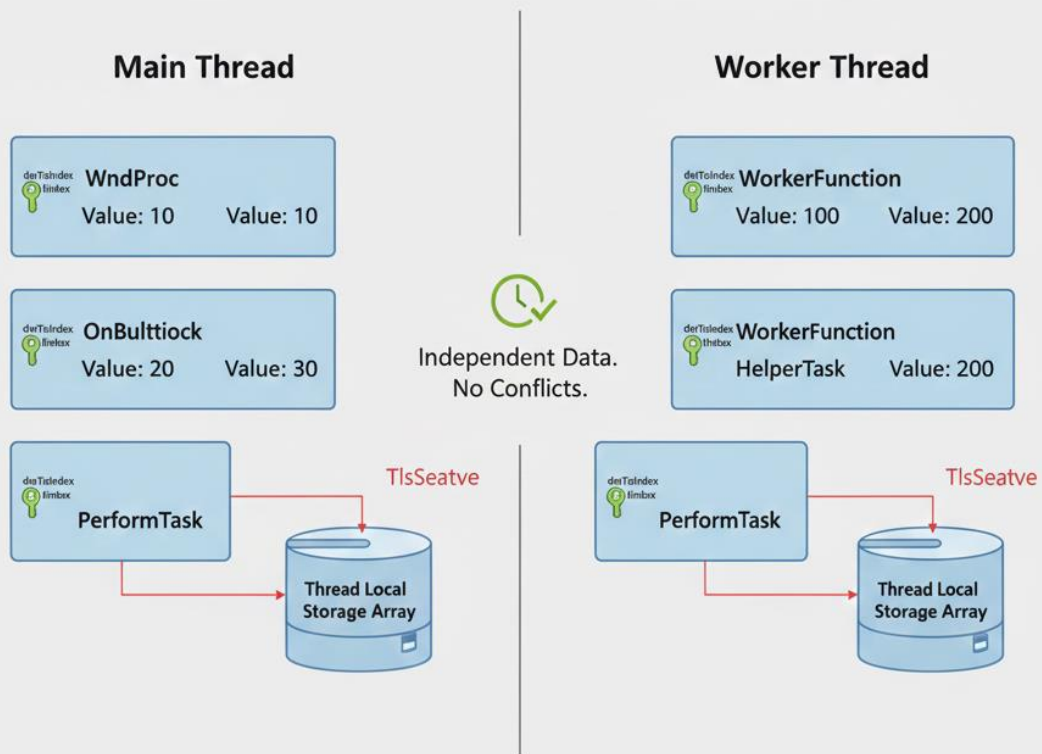 Main Thread
Worker Thread
WndProc
Value: 10 Value: 10
WorkerFunction
Value: 100 Value: 200
OnBulttiock
Value: 20 Value: 30
Independent Data.
No Conflicts.
WorkerFunction
HelperTask Value: 200
PerformTask
TlsSeatve
Thread Local
Storage Array
PerformTask
TlsSeatve
Thread Local
Storage Array